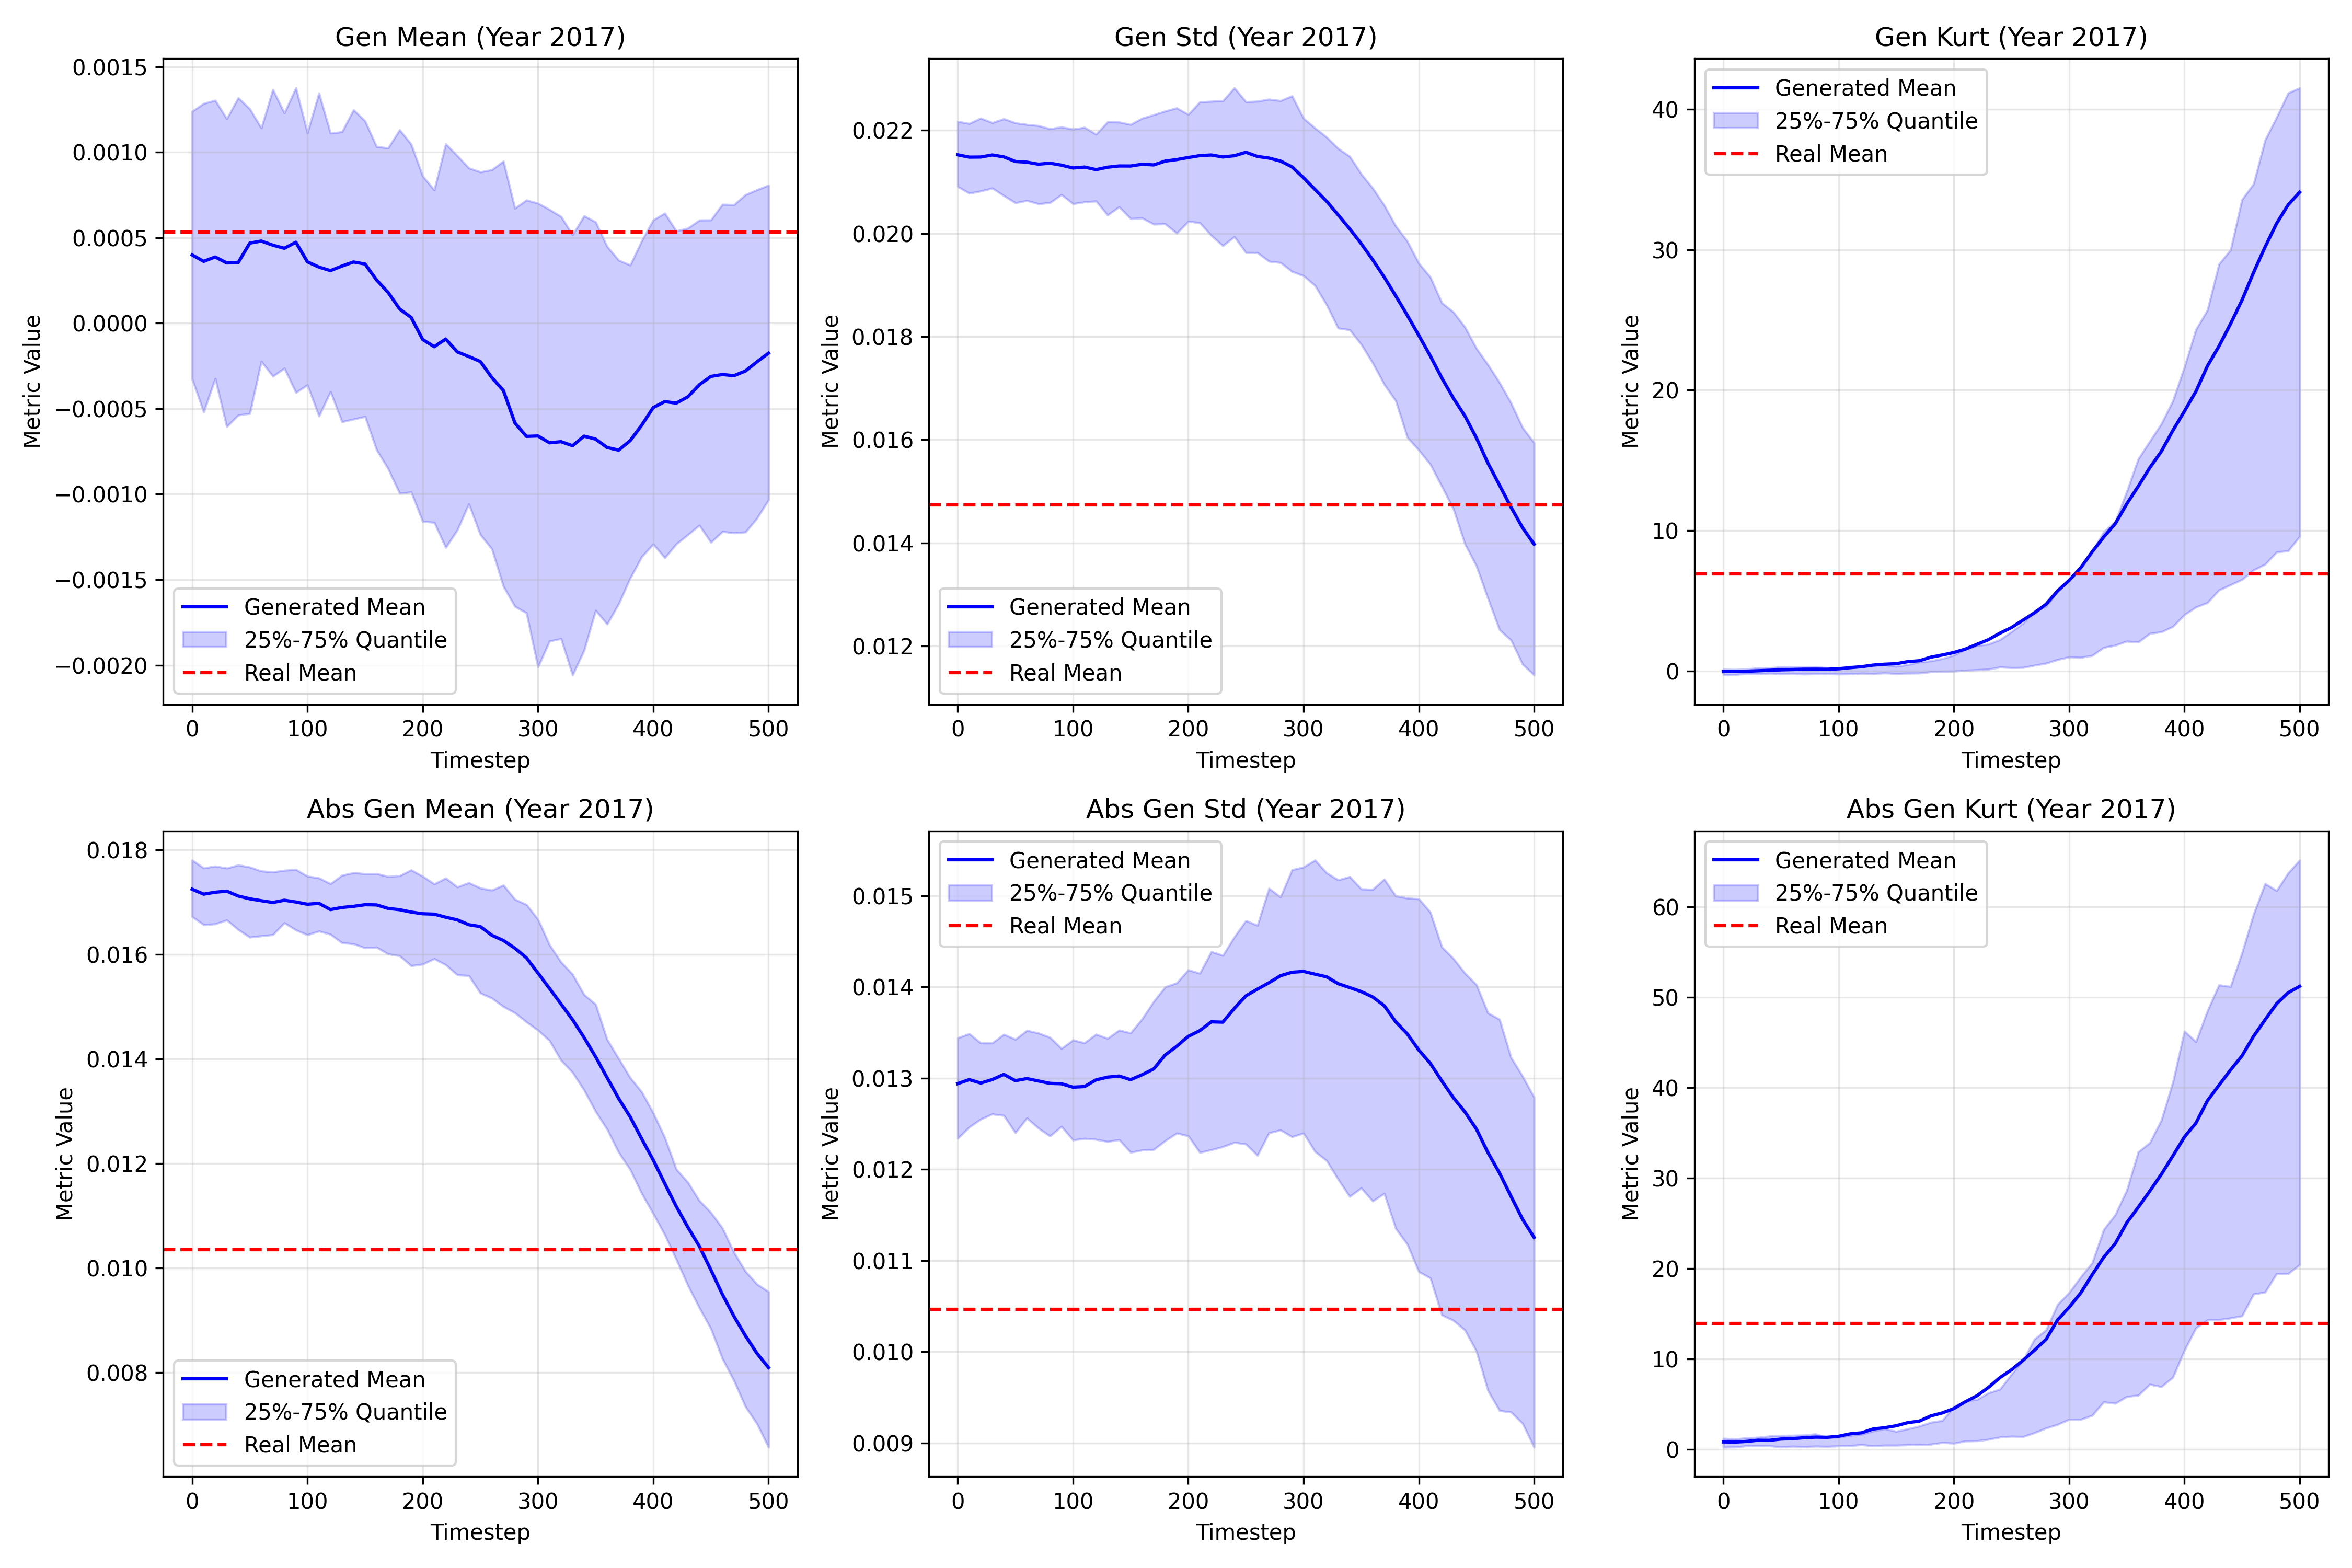 Gen Mean (Year 2017)
0.0015
0.0010
0.0005
0.0000
−0.0005
−0.0010
−0.0015
−0.0020
Metric Value
Generated Mean
25%-75% Quantile
Real Mean
0 100 200 300 400 500
Timestep
Gen Std (Year 2017)
0.022
0.020
0.018
0.016
0.014
0.012
Metric Value
Generated Mean
25%-75% Quantile
Real Mean
0 100 200 300 400 500
Timestep
Gen Kurt (Year 2017)
Generated Mean
25%-75% Quantile
Real Mean
40
30
20
10
0
Metric Value
0 100 200 300 400 500
Timestep
Abs Gen Mean (Year 2017)
0.018
0.016
0.014
0.012
0.010
0.008
Metric Value
Generated Mean
25%-75% Quantile
Real Mean
0 100 200 300 400 500
Timestep
Abs Gen Std (Year 2017)
Generated Mean
25%-75% Quantile
Real Mean
0.015
0.014
0.013
0.012
0.011
0.010
0.009
Metric Value
0 100 200 300 400 500
Timestep
Abs Gen Kurt (Year 2017)
Generated Mean
25%-75% Quantile
Real Mean
60
50
40
30
20
10
0
Metric Value
0 100 200 300 400 500
Timestep